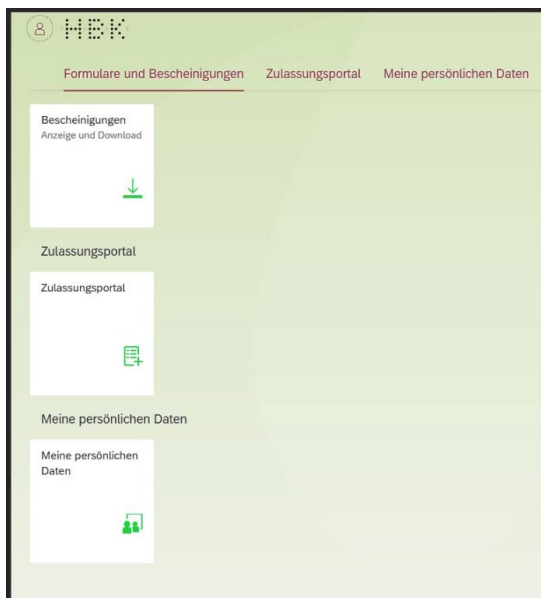 HBK
Formulare und Bescheinigungen Zulassungsportal Meine persönlichen Daten
Bescheinigungen
Anzeige und Download
Zulassungsportal
Zulassungsportal
Meine persönlichen Daten
Meine persönlichen
Daten